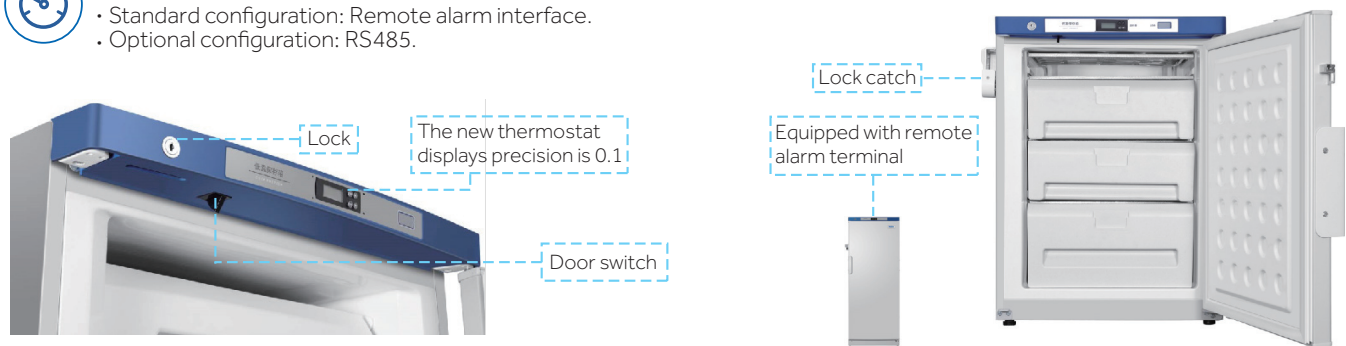 • Standard configuration: Remote alarm interface.
• Optional configuration: RS485.
Lock
The new thermostat
displays precision is 0.1
Door switch
Lock catch
Equipped with remote
alarm terminal